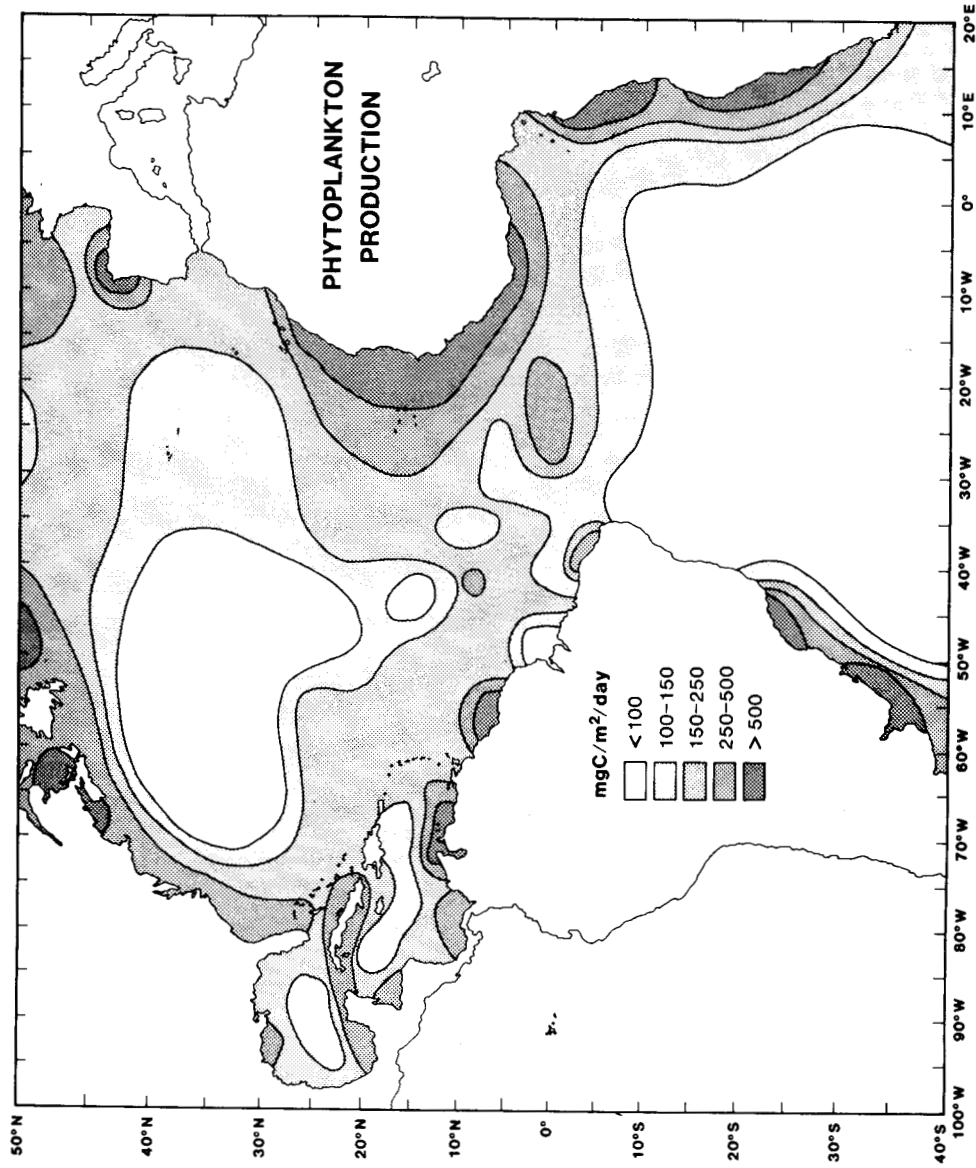 PHYTOPLANKTON
PRODUCTION
mgC/m²/day
<100
100–150
150–250
250–500
>500
50°N
40°N
30°N
20°N
10°N
0°
10°S
20°S
30°S
40°S
100°W
90°W
80°W
70°W
60°W
50°W
40°W
30°W
20°W
10°W
0°
10°E
20°E